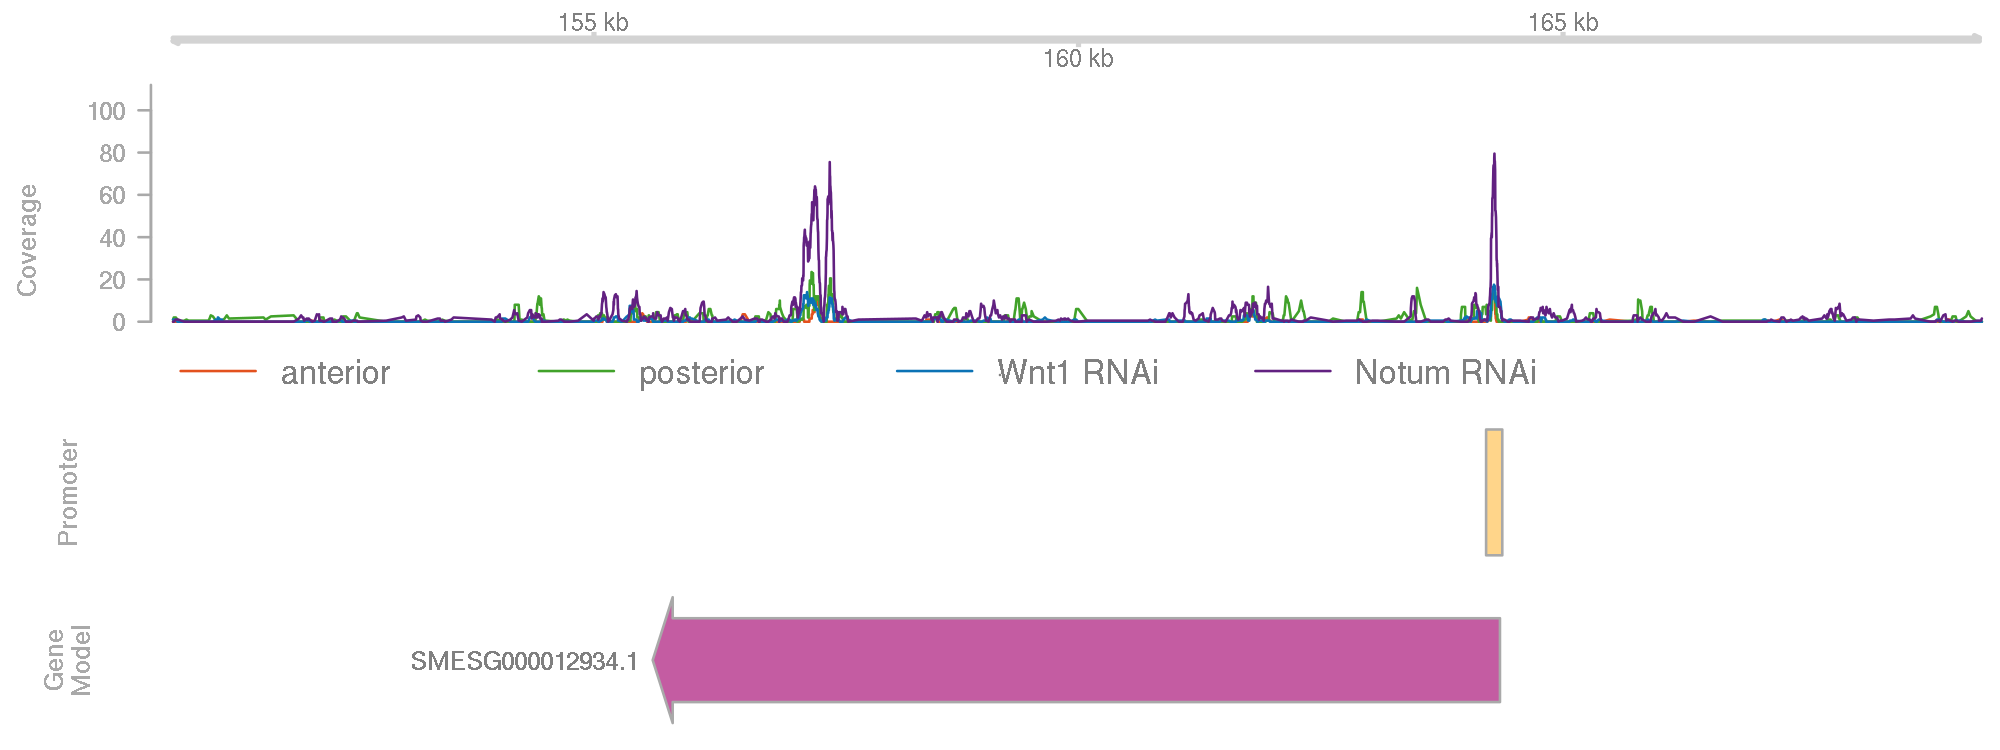 155 kb
165 kb
160 kb
100
80
60
40
20
0
Coverage
anterior
posterior
Wnt1 RNAi
Notum RNAi
Promoter
Gene
Model
SMESG000012934.1